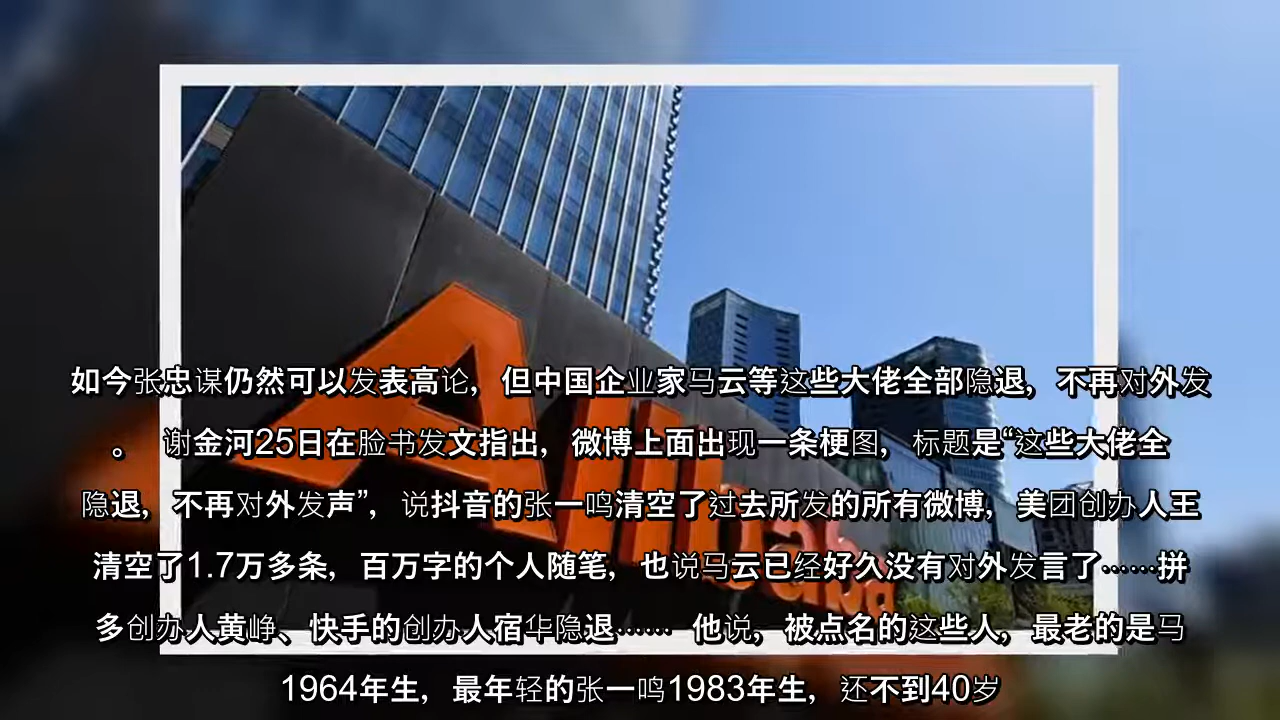 Alibaba
如今张忠谋仍然可以发表高论，但中国企业家马云等这些大佬全部隐退，不再对外发
。 谢金河25日在脸书发文指出，微博上面出现一条梗图， 标题是“这些大佬全
隐退，不再对外发声”， 说抖音的张一鸣清空了过去所发的所有微博，美团创办人王
清空了1.7万多条，百万字的个人随笔，也说马云已经好久没有对外发言了……拼
多创办人黄峥、快手的创办人宿华隐退…… 他说，被点名的这些人，最老的是马
1964年生，最年轻的张一鸣1983年生，还不到40岁